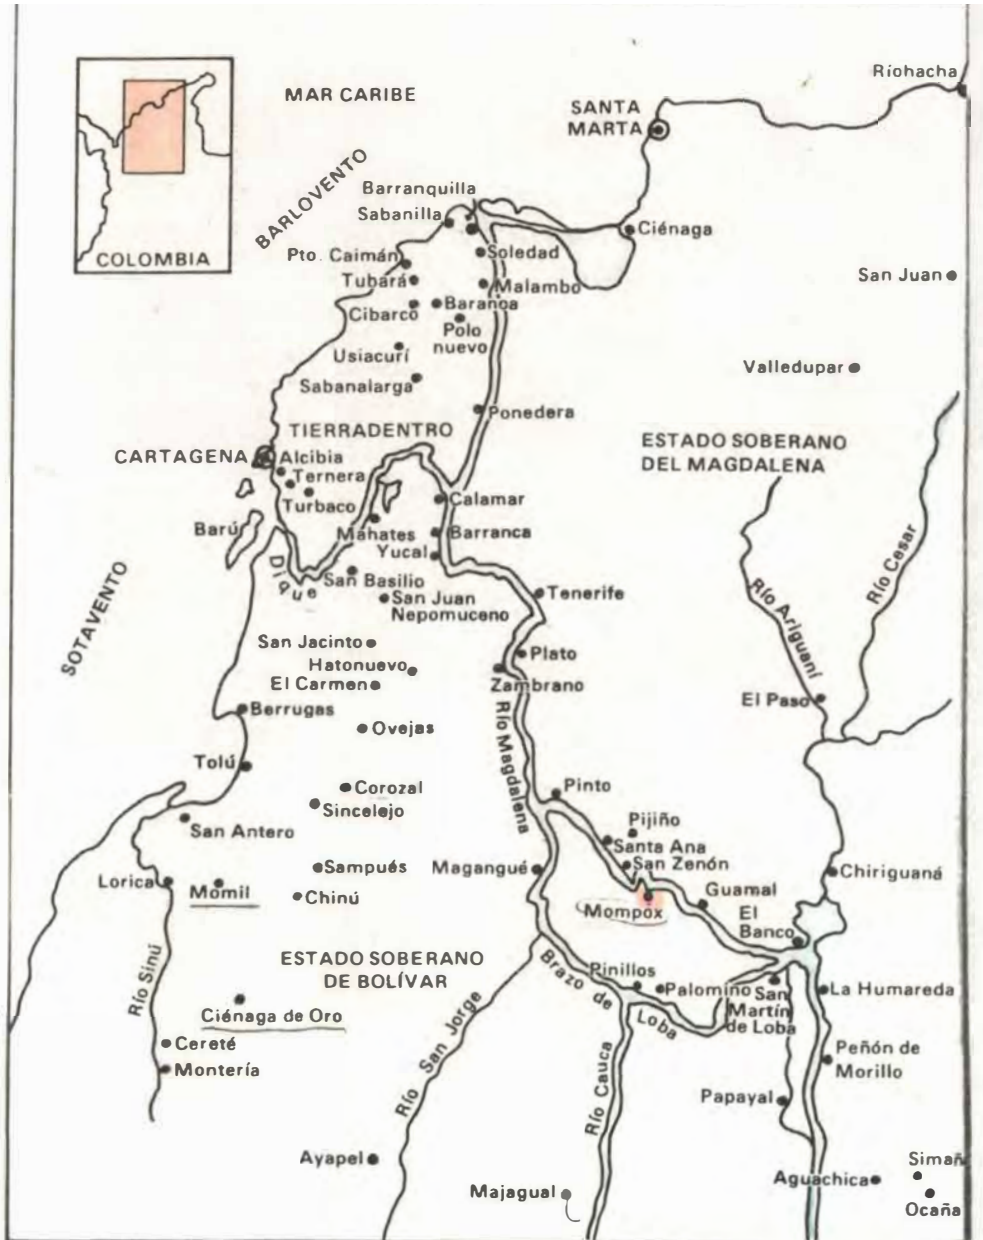 Ríohacha
MAR CARIBE
SANTA
MARTA
BARLOVENTO
Barranquilla
Sabanilla
Ciénaga
COLOMBIA
Pto. Caimán
Soledad
San Juan
Tubará
Malambo
Cibarco
Baranoa
Polo
nuevo
Usiacurí
Valledupar
Sabanalarga
Ponedera
TIERRADENTRO
ESTADO SOBERANO
DEL MAGDALENA
CARTAGENA
Alcibia
Ternera
Turbaco
Calamar
Barú
Mahates
Barranca
Yucal
Dique
San Basilio
Río Ariguaní
Río Cesar
SOTAVENTO
San Juan
Nepomuceno
Tenerife
San Jacinto
Hatonuevo
Plato
El Carmen
Zambrano
El Paso
Berrugas
Ovejas
Río Magdalena
Tolú
Corozal
Pinto
Sincelejo
San Antero
Pijiño
Santa Ana
San Zenón
Sampués
Magangué
Chiriguaná
Lorica
Momil
Chinú
Guamal
Mompox
El
Banco
ESTADO SOBERANO
DE BOLÍVAR
Río Sinú
Brazo de
Loba
Pinillos
Palomino
San
Martín
de Loba
La Humareda
Ciénaga de Oro
Río San Jorge
Cereté
Montería
Río Cauca
Peñón de
Morillo
Papayal
Ayapel
Majagual
Aguachica
Simañ
Ocaña